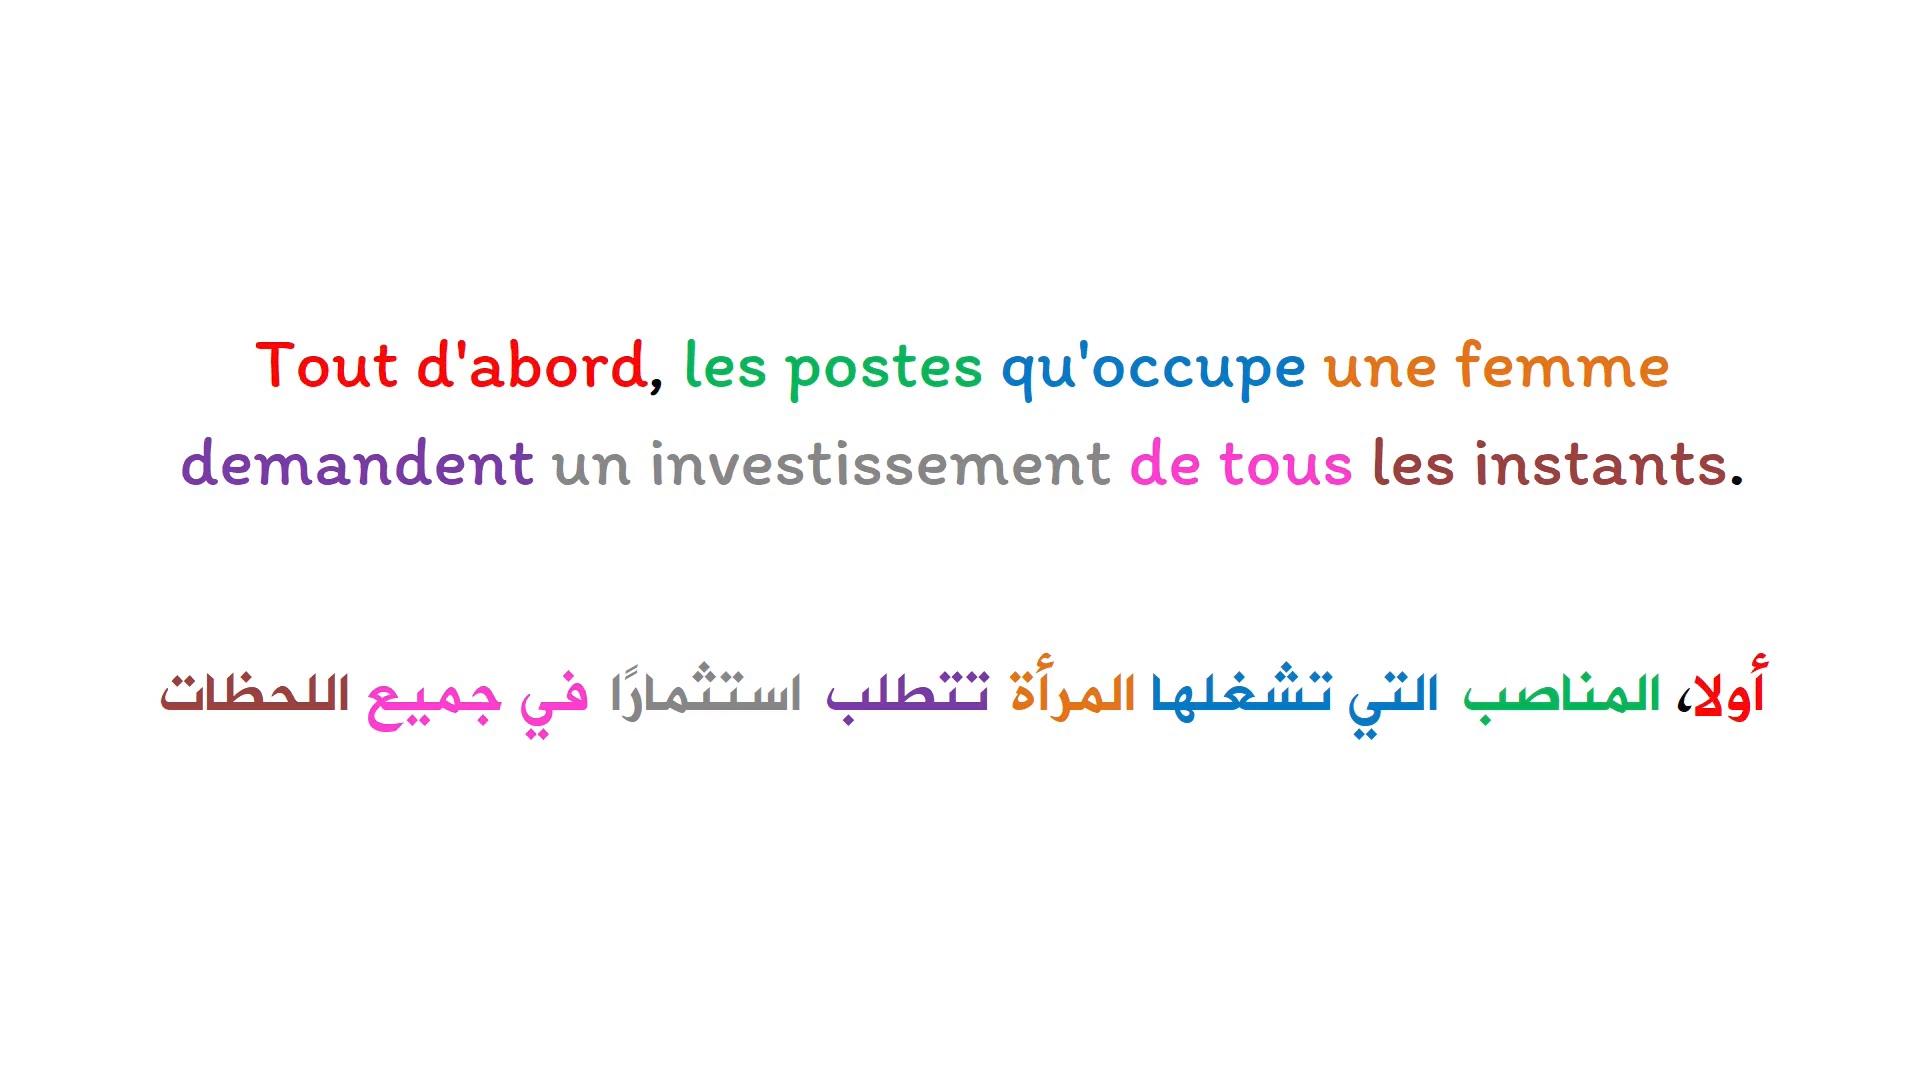 Tout d'abord, les postes qu'occupe une femme
demandent un investissement de tous les instants.
أولا، المناصب التي تشغلها المرأة تتطلب استثمارًا في جميع اللحظات